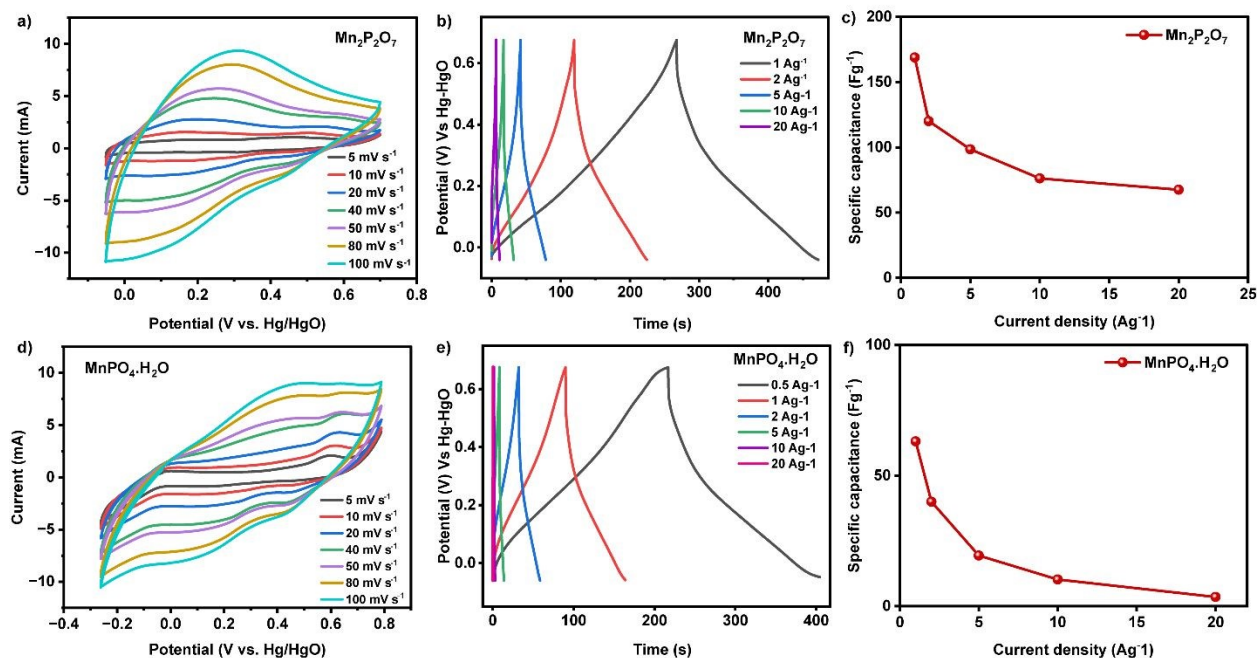 a)
Mn₂P₂O₇
10
5
0
−5
−10
Current (mA)
5 mV s⁻¹
10 mV s⁻¹
20 mV s⁻¹
40 mV s⁻¹
50 mV s⁻¹
80 mV s⁻¹
100 mV s⁻¹
0.0 0.2 0.4 0.6 0.8
Potential (V vs. Hg/HgO)
b)
Mn₂P₂O₇
1 Ag⁻¹
2 Ag⁻¹
5 Ag-1
10 Ag-1
20 Ag-1
0.6
0.4
0.2
0.0
Potential (V) Vs Hg-HgO
0 100 200 300 400
Time (s)
c)
Mn₂P₂O₇
200
150
100
50
0
Specific capacitance (Fg⁻¹)
0 5 10 15 20 25
Current density (Ag⁻1)
d)
MnPO₄.H₂O
10
5
0
−5
−10
Current (mA)
5 mV s⁻¹
10 mV s⁻¹
20 mV s⁻¹
40 mV s⁻¹
50 mV s⁻¹
80 mV s⁻¹
100 mV s⁻¹
−0.4 −0.2 0.0 0.2 0.4 0.6 0.8
Potential (V vs. Hg/HgO)
e)
MnPO₄.H₂O
0.5 Ag-1
1 Ag-1
2 Ag-1
5 Ag-1
10 Ag-1
20 Ag-1
0.6
0.4
0.2
0.0
Potential (V) Vs Hg-HgO
0 100 200 300 400
Time (s)
f)
MnPO₄.H₂O
100
50
0
Specific capacitance (Fg⁻¹)
0 5 10 15 20
Current density (Ag⁻1)